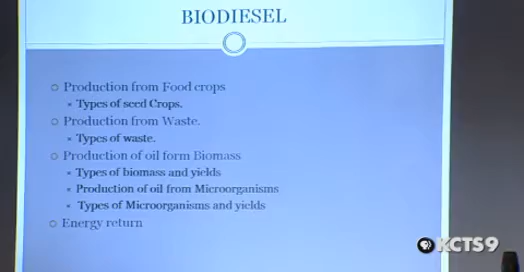 BIODIESEL
Production from Food crops
Types of seed Crops.
Production from Waste.
Types of waste.
Production of oil form Biomass
Types of biomass and yields
Production of oil from Microorganisms
Types of Microorganisms and yields
Energy return
PBS KCTS9